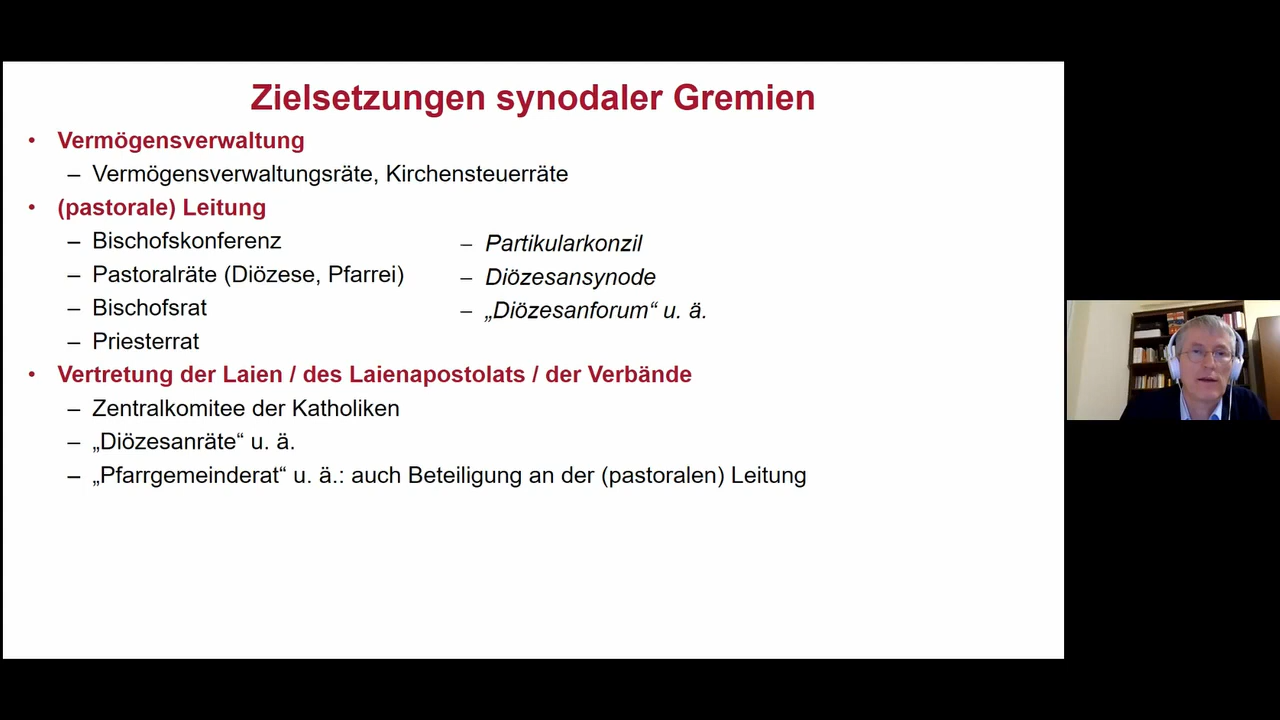 Zielsetzungen synodaler Gremien
• Vermögensverwaltung
– Vermögensverwaltungsräte, Kirchensteuerräte
• (pastorale) Leitung
– Bischofskonferenz
– Pastoralräte (Diözese, Pfarrei)
– Bischofsrat
– Priesterrat
– Partikularkonzil
– Diözesansynode
– „Diözesanforum“ u. ä.
• Vertretung der Laien / des Laienapostolats / der Verbände
– Zentralkomitee der Katholiken
– „Diözesanräte“ u. ä.
– „Pfarrgemeinderat“ u. ä.: auch Beteiligung an der (pastoralen) Leitung